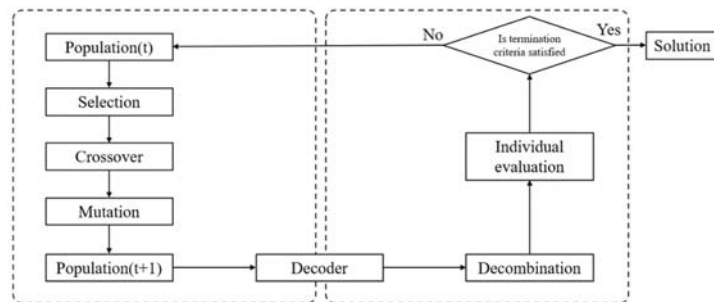 Population(t)
Selection
Crossover
Mutation
Population(t+1)
Decoder
Decombination
Individual
evaluation
Is termination
criteria satisfied
No
Yes
Solution